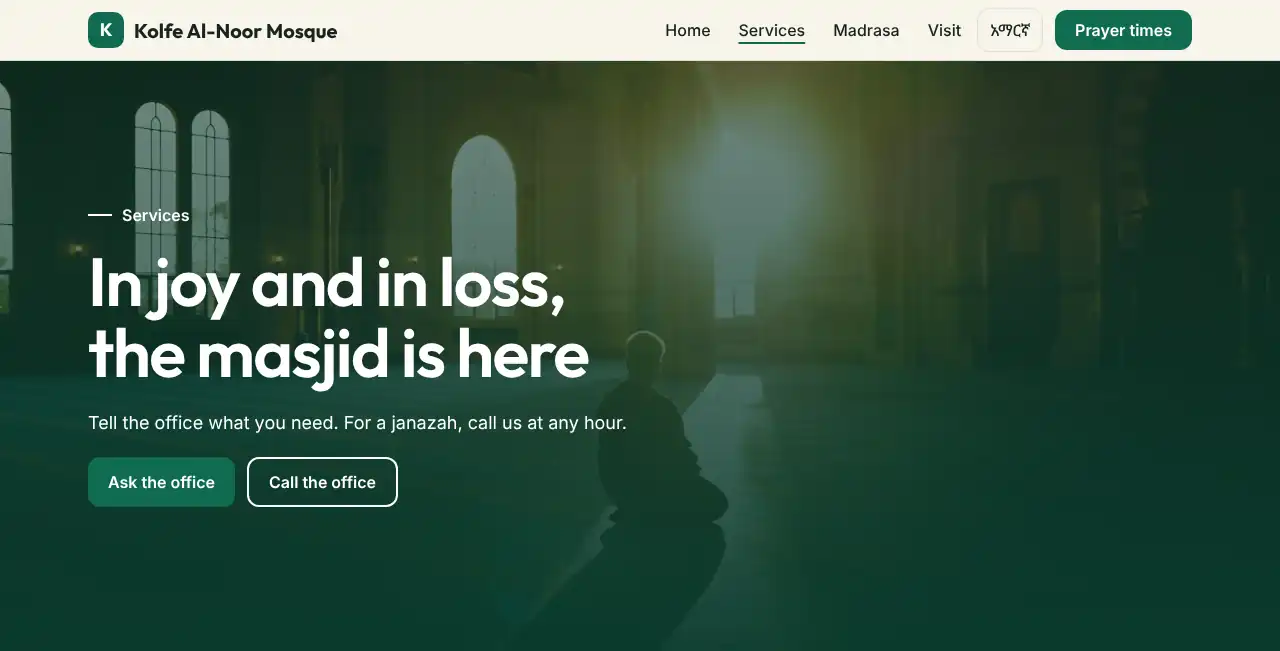 K
Kolfe Al-Noor Mosque
Home
Services
Madrasa
Visit
አማርኛ
Prayer times
Services
In joy and in loss,
the masjid is here
Tell the office what you need. For a janazah, call us at any hour.
Ask the office
Call the office